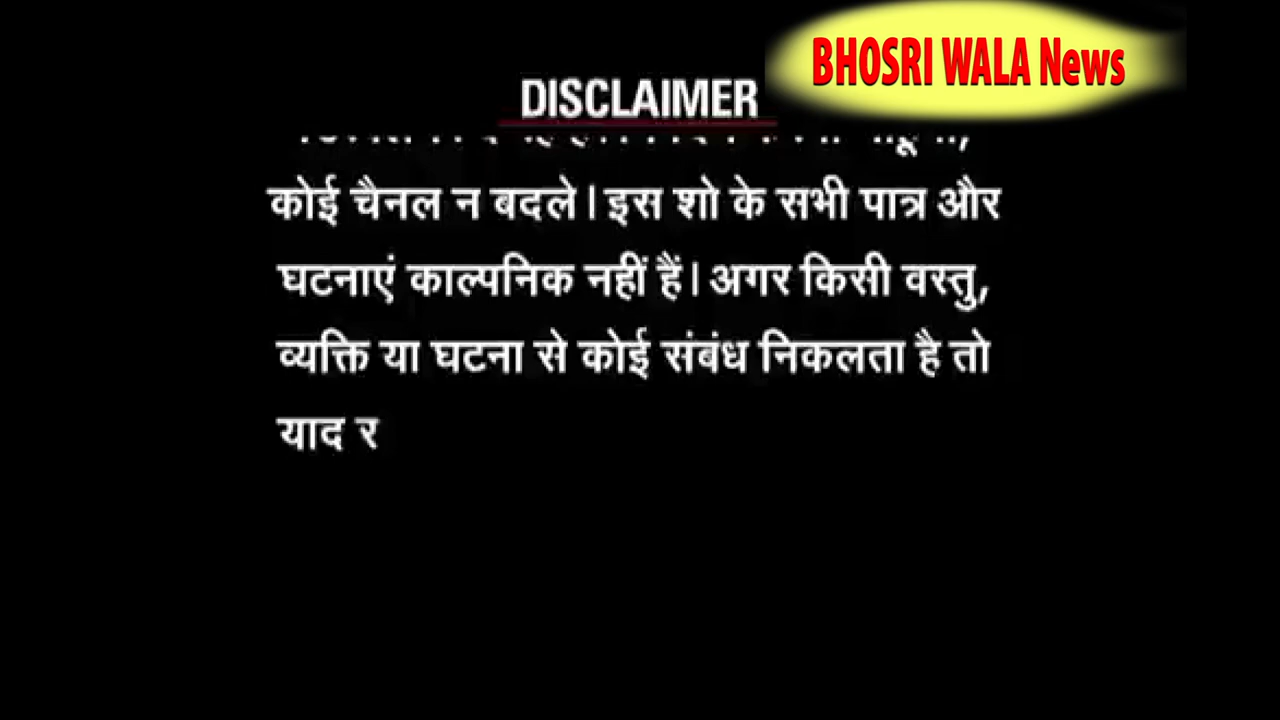 BHOSRI WALA News
DISCLAIMER
कोई चैनल न बदले। इस शो के सभी पात्र और
घटनाएं काल्पनिक नहीं हैं। अगर किसी वस्तु,
व्यक्ति या घटना से कोई संबंध निकलता है तो
याद र